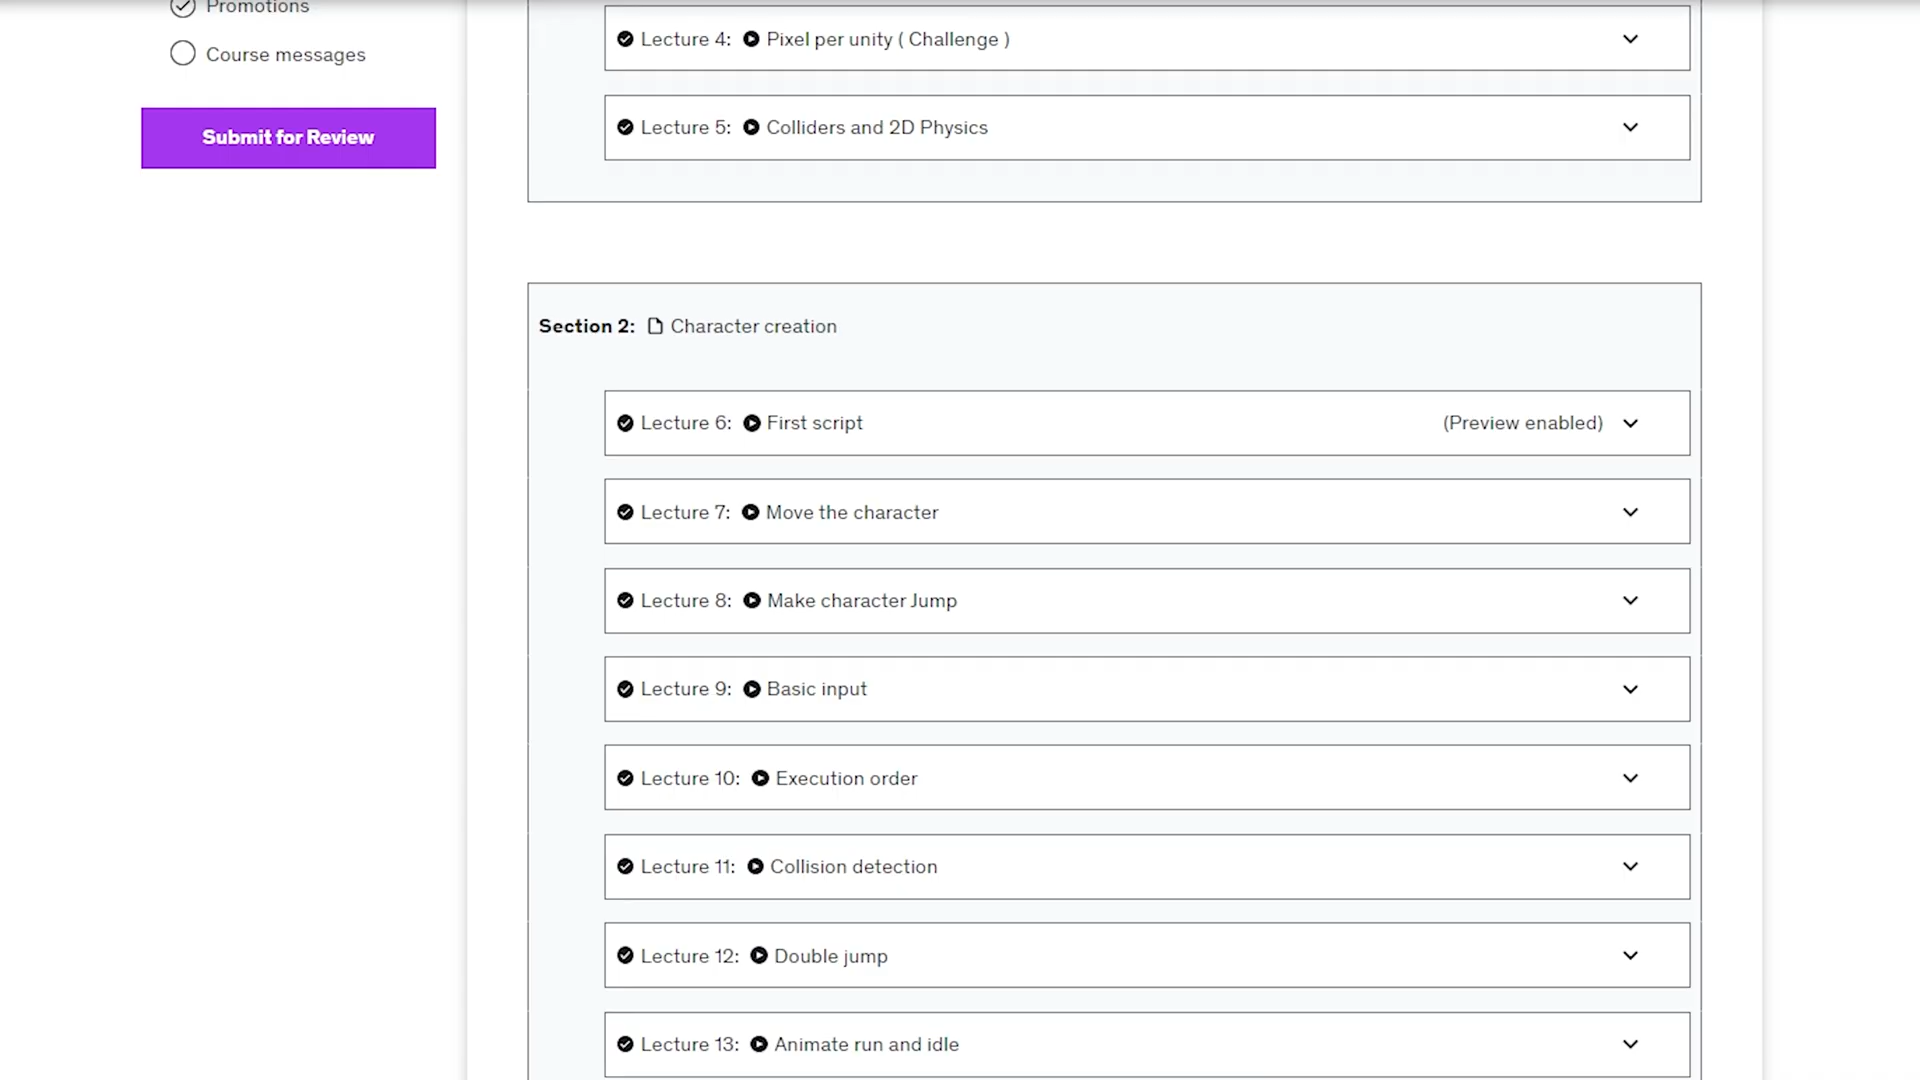 Promotions
Course messages
Submit for Review
Lecture 4: Pixel per unity ( Challenge )
Lecture 5: Colliders and 2D Physics
Section 2: Character creation
Lecture 6: First script (Preview enabled)
Lecture 7: Move the character
Lecture 8: Make character Jump
Lecture 9: Basic input
Lecture 10: Execution order
Lecture 11: Collision detection
Lecture 12: Double jump
Lecture 13: Animate run and idle